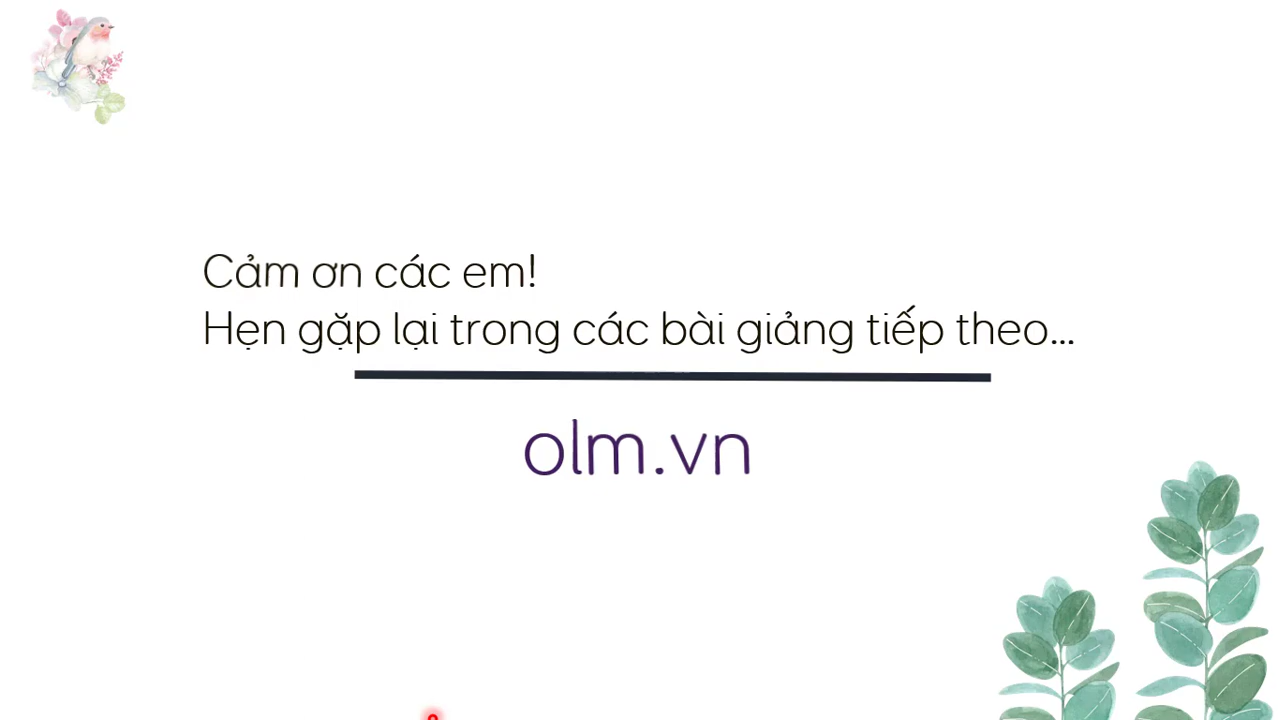 Cảm ơn các em!
Hẹn gặp lại trong các bài giảng tiếp theo...
olm.vn